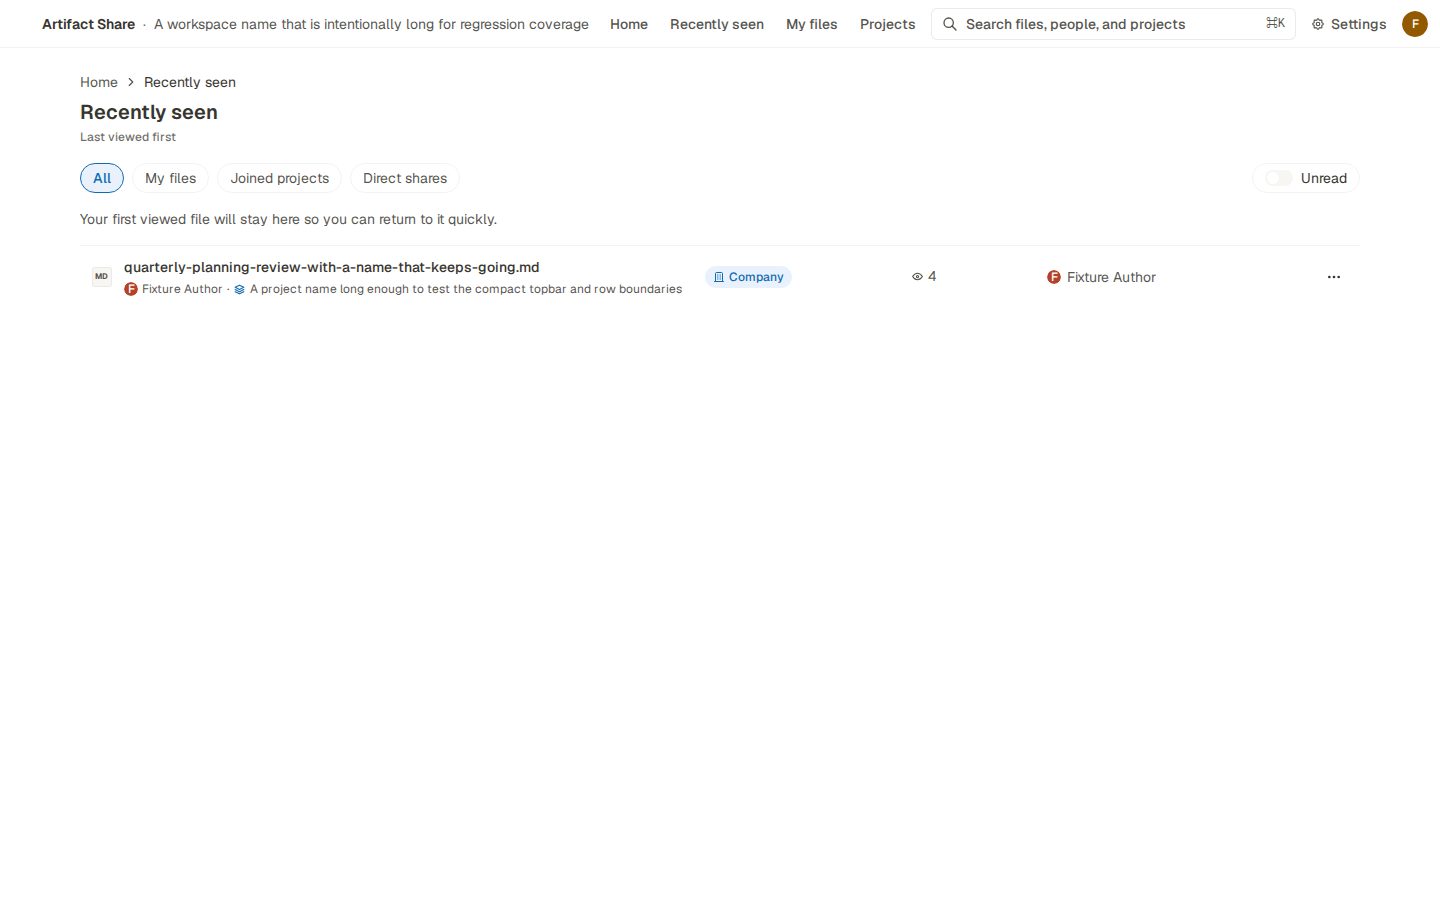 Artifact Share · A workspace name that is intentionally long for regression coverage Home Recently seen My files Projects Search files, people, and projects ⌘K Settings F
Home > Recently seen
Recently seen
Last viewed first
All My files Joined projects Direct shares Unread
Your first viewed file will stay here so you can return to it quickly.
MD quarterly-planning-review-with-a-name-that-keeps-going.md
F Fixture Author · A project name long enough to test the compact topbar and row boundaries
Company 4 F Fixture Author ···